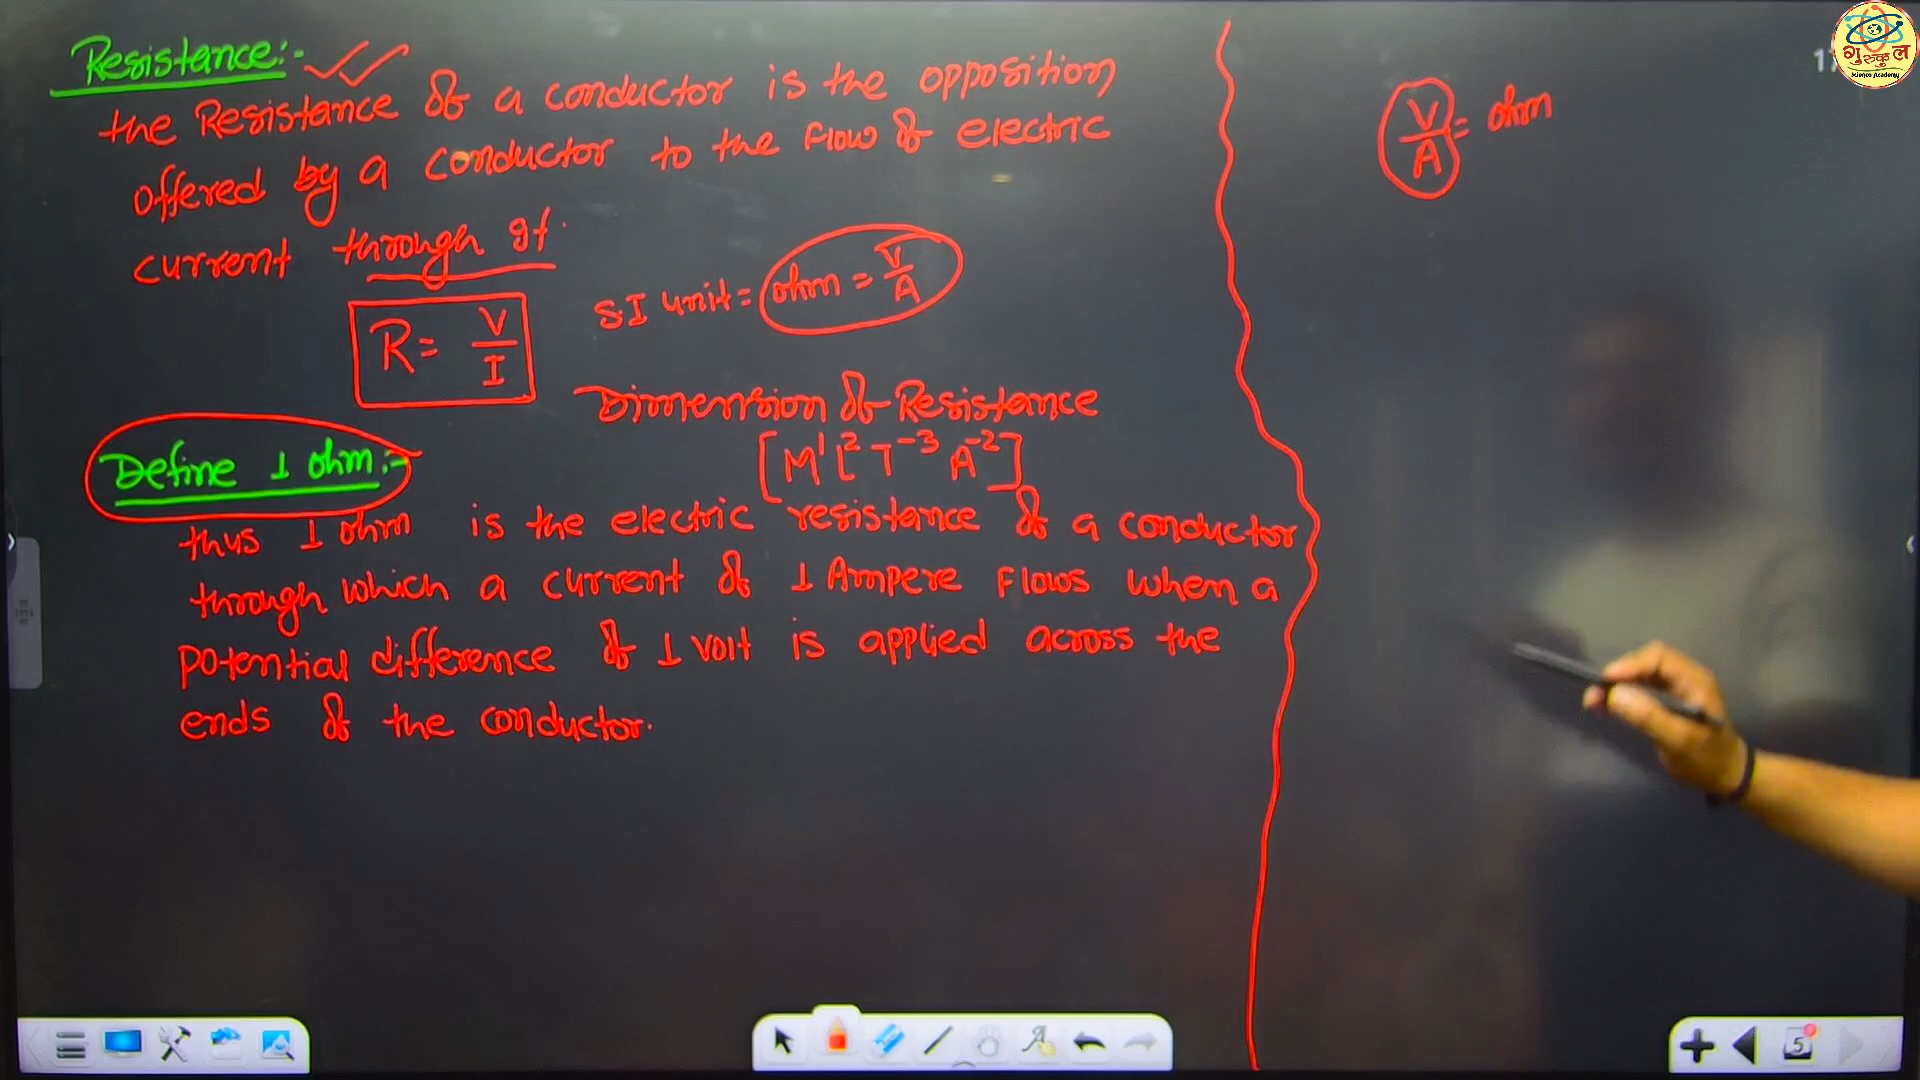 Resistance:-
the Resistance of a conductor is the opposition
offered by a conductor to the flow of electric
current through It.
R = V/I
S.I unit = ohm = V/A
Dimension of Resistance
[M¹L²T⁻³A⁻²]
Define 1 ohm:-
thus 1 ohm is the electric resistance of a conductor
through which a current of 1 Ampere flows when a
potential difference of 1 volt is applied across the
ends of the conductor.
V/A = ohm
गुरुकुल
Science Academy
5